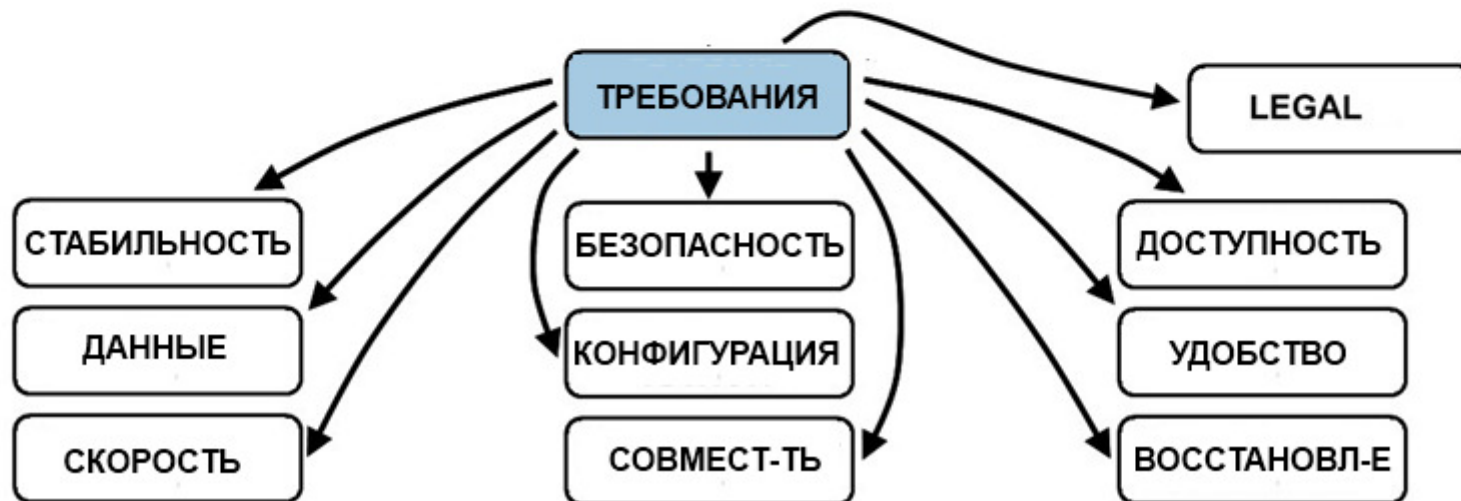 ТРЕБОВАНИЯ
LEGAL
СТАБИЛЬНОСТЬ
БЕЗОПАСНОСТЬ
ДОСТУПНОСТЬ
ДАННЫЕ
КОНФИГУРАЦИЯ
УДОБСТВО
СКОРОСТЬ
СОВМЕСТ-ТЬ
ВОССТАНОВЛ-Е